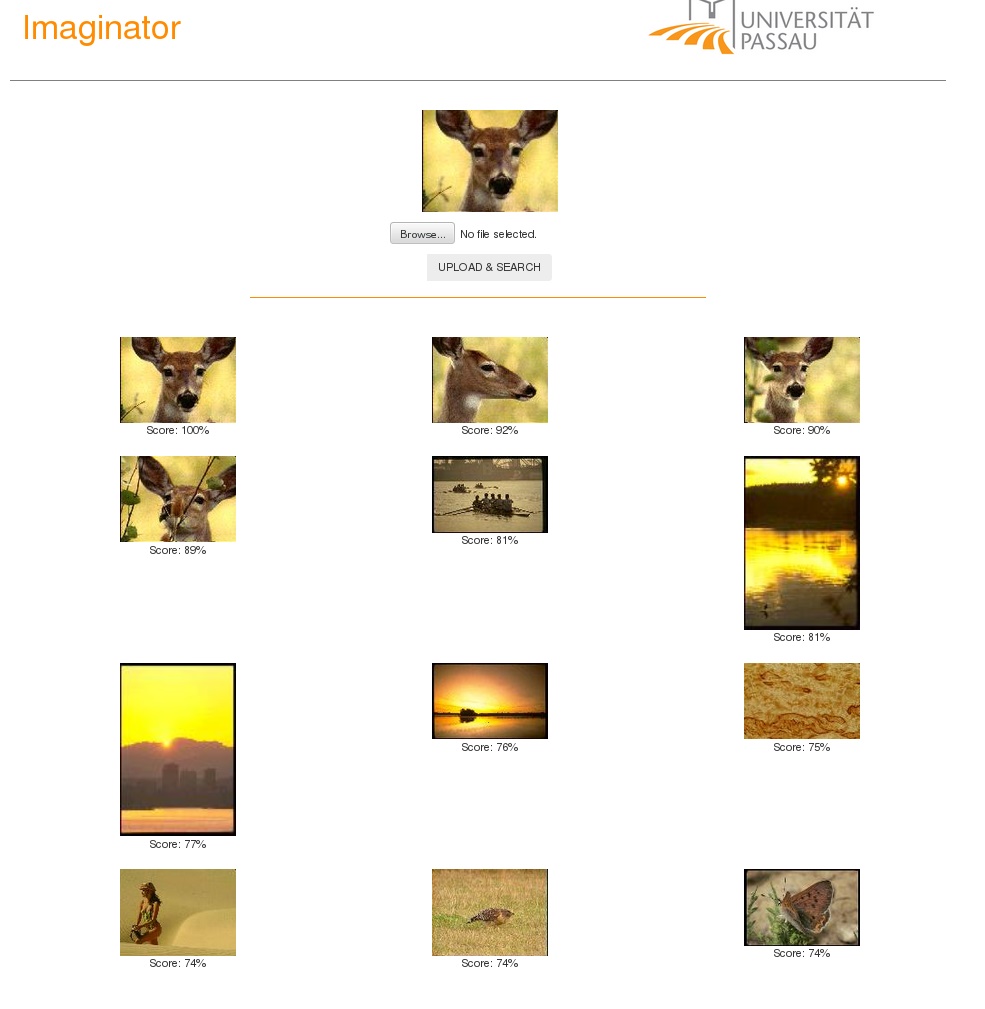 Imaginator
UNIVERSITÄT
PASSAU
Browse... No file selected.
UPLOAD & SEARCH
Score: 100%
Score: 92%
Score: 90%
Score: 89%
Score: 81%
Score: 81%
Score: 77%
Score: 76%
Score: 75%
Score: 74%
Score: 74%
Score: 74%